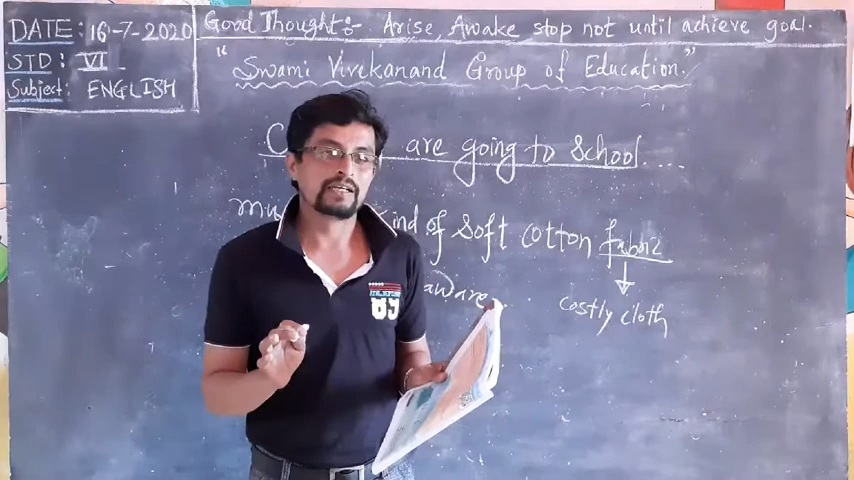 DATE: 16-7-2020
STD: VI
Subject: ENGLISH
Good Thought:- Arise, Awake stop not until achieve goal.
"Swami Vivekanand Group of Education."
are going to School....
kind of soft cotton fabric
costly cloth
aware
89